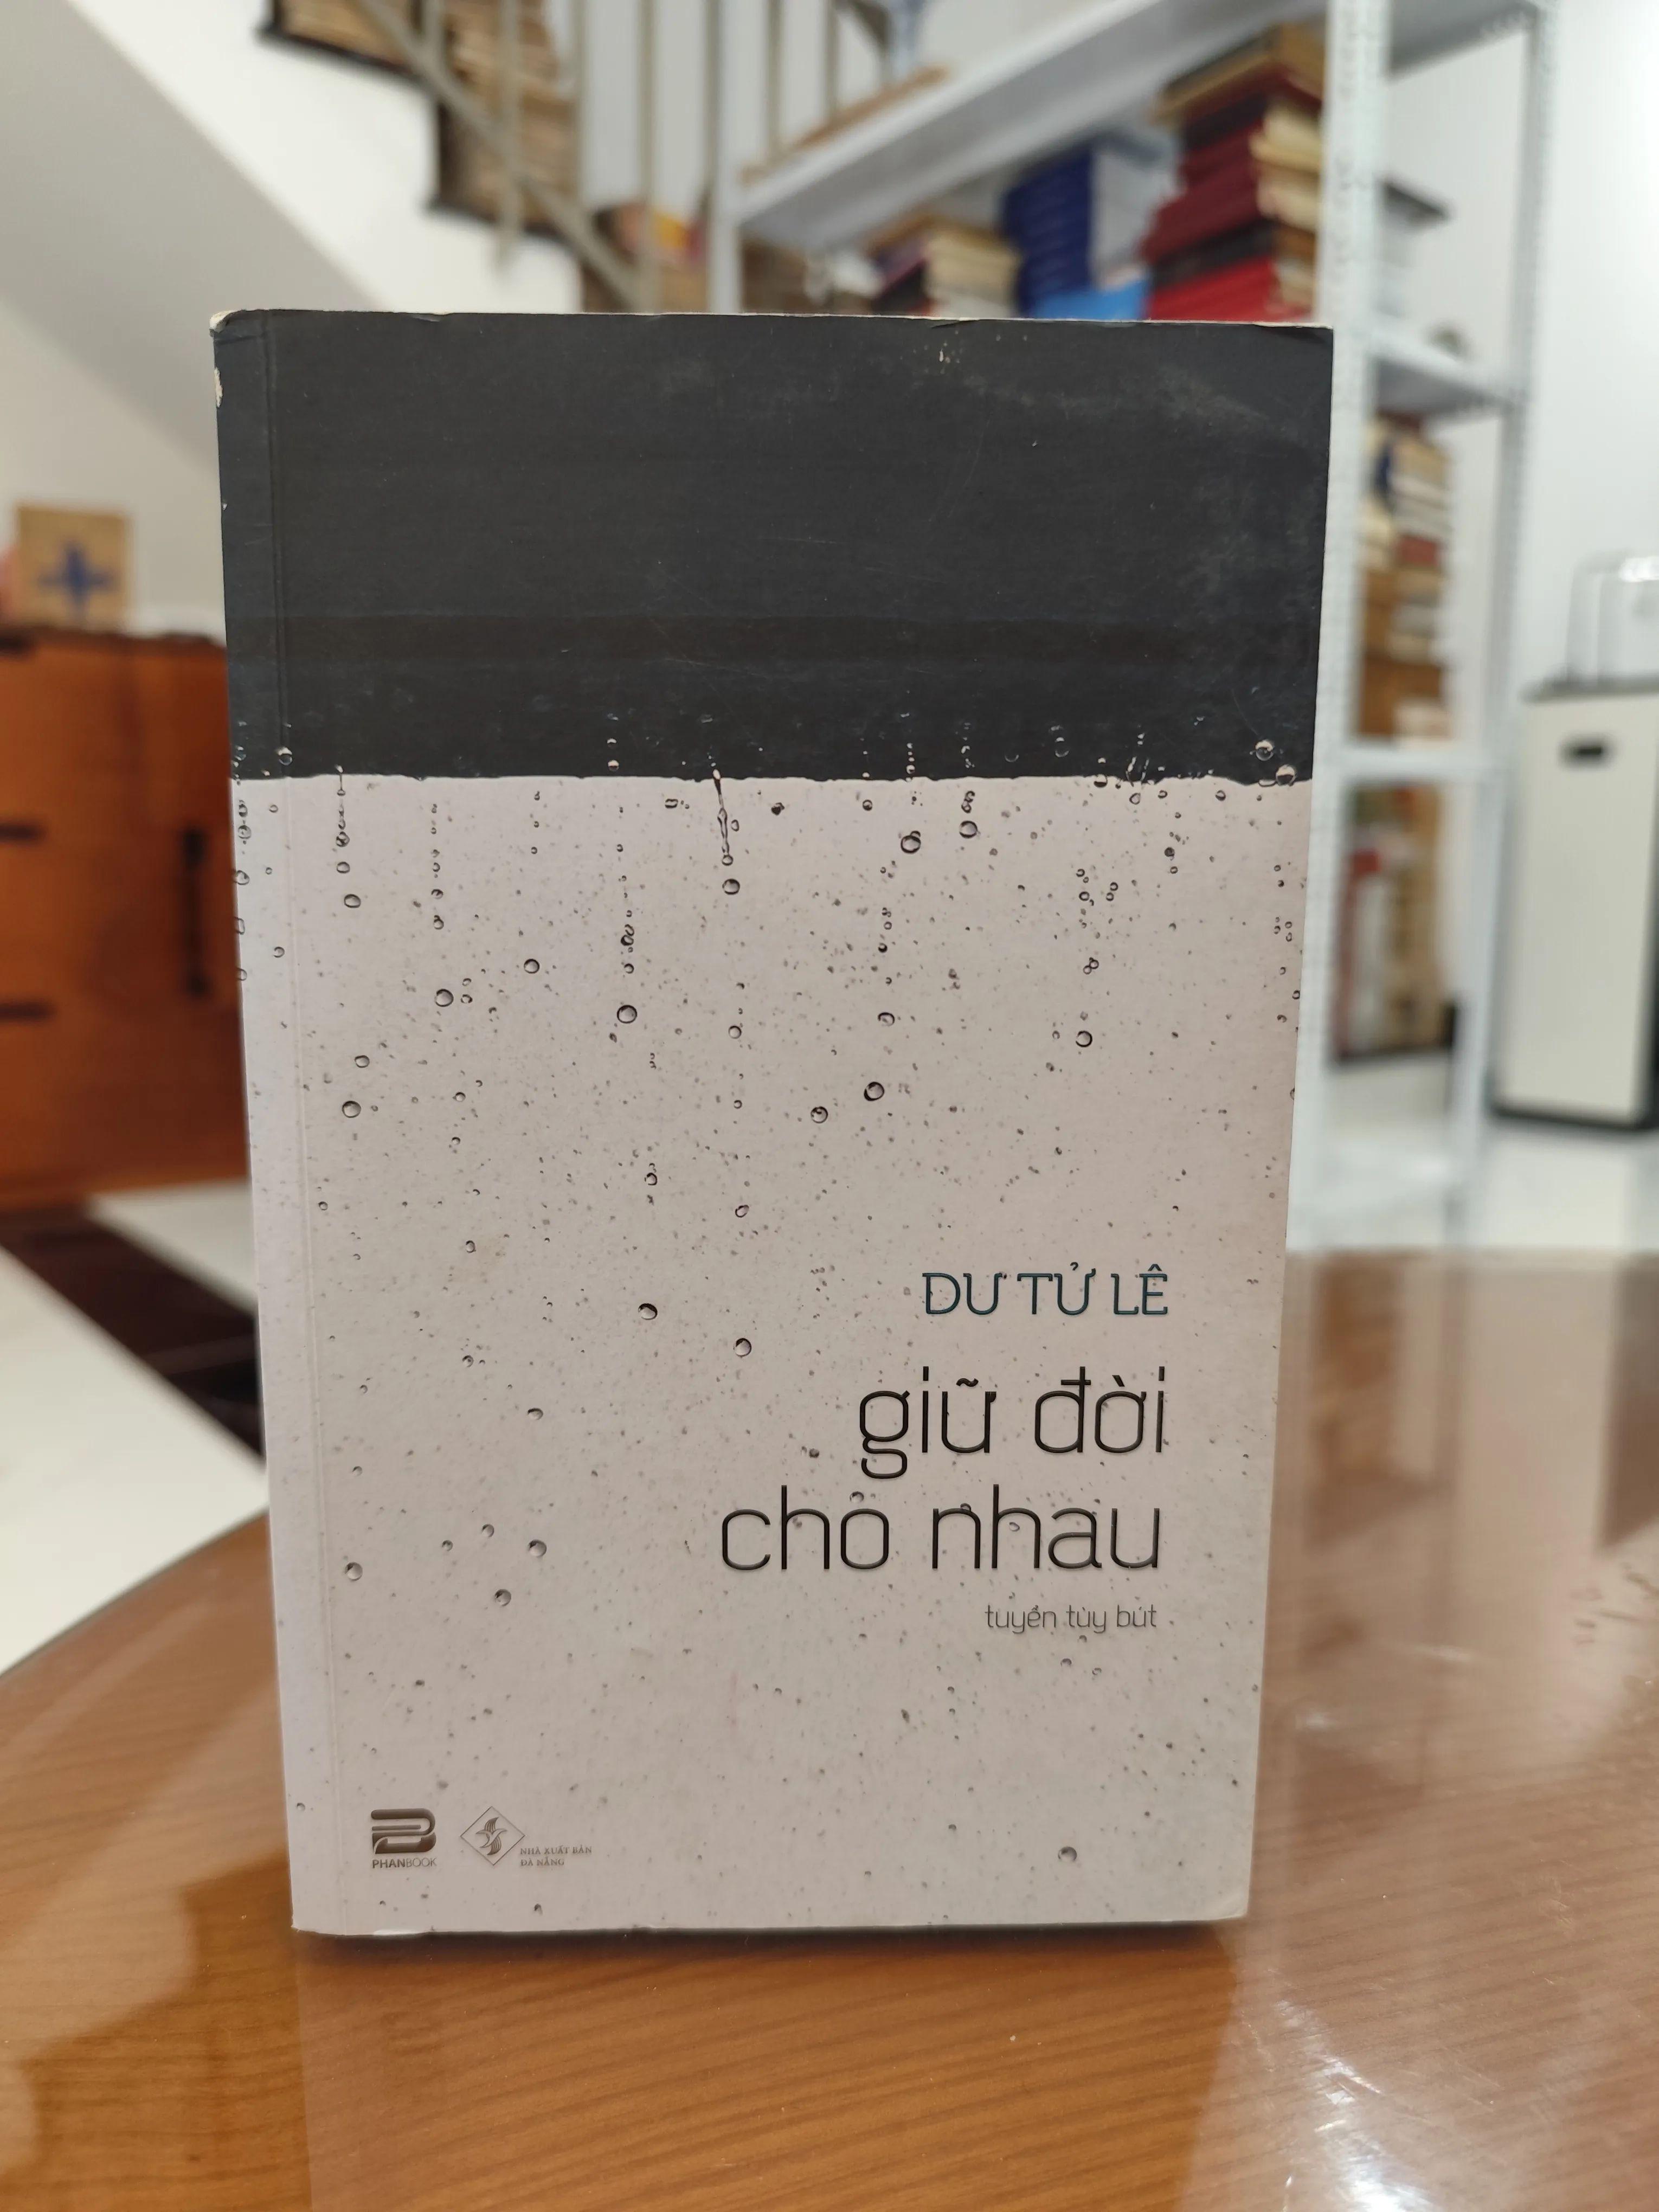 DƯ TỬ LÊ
giữ đời
cho nhau
tuyển tùy bút
PHANBOOK
NHÀ XUẤT BẢN
ĐÀ NẴNG